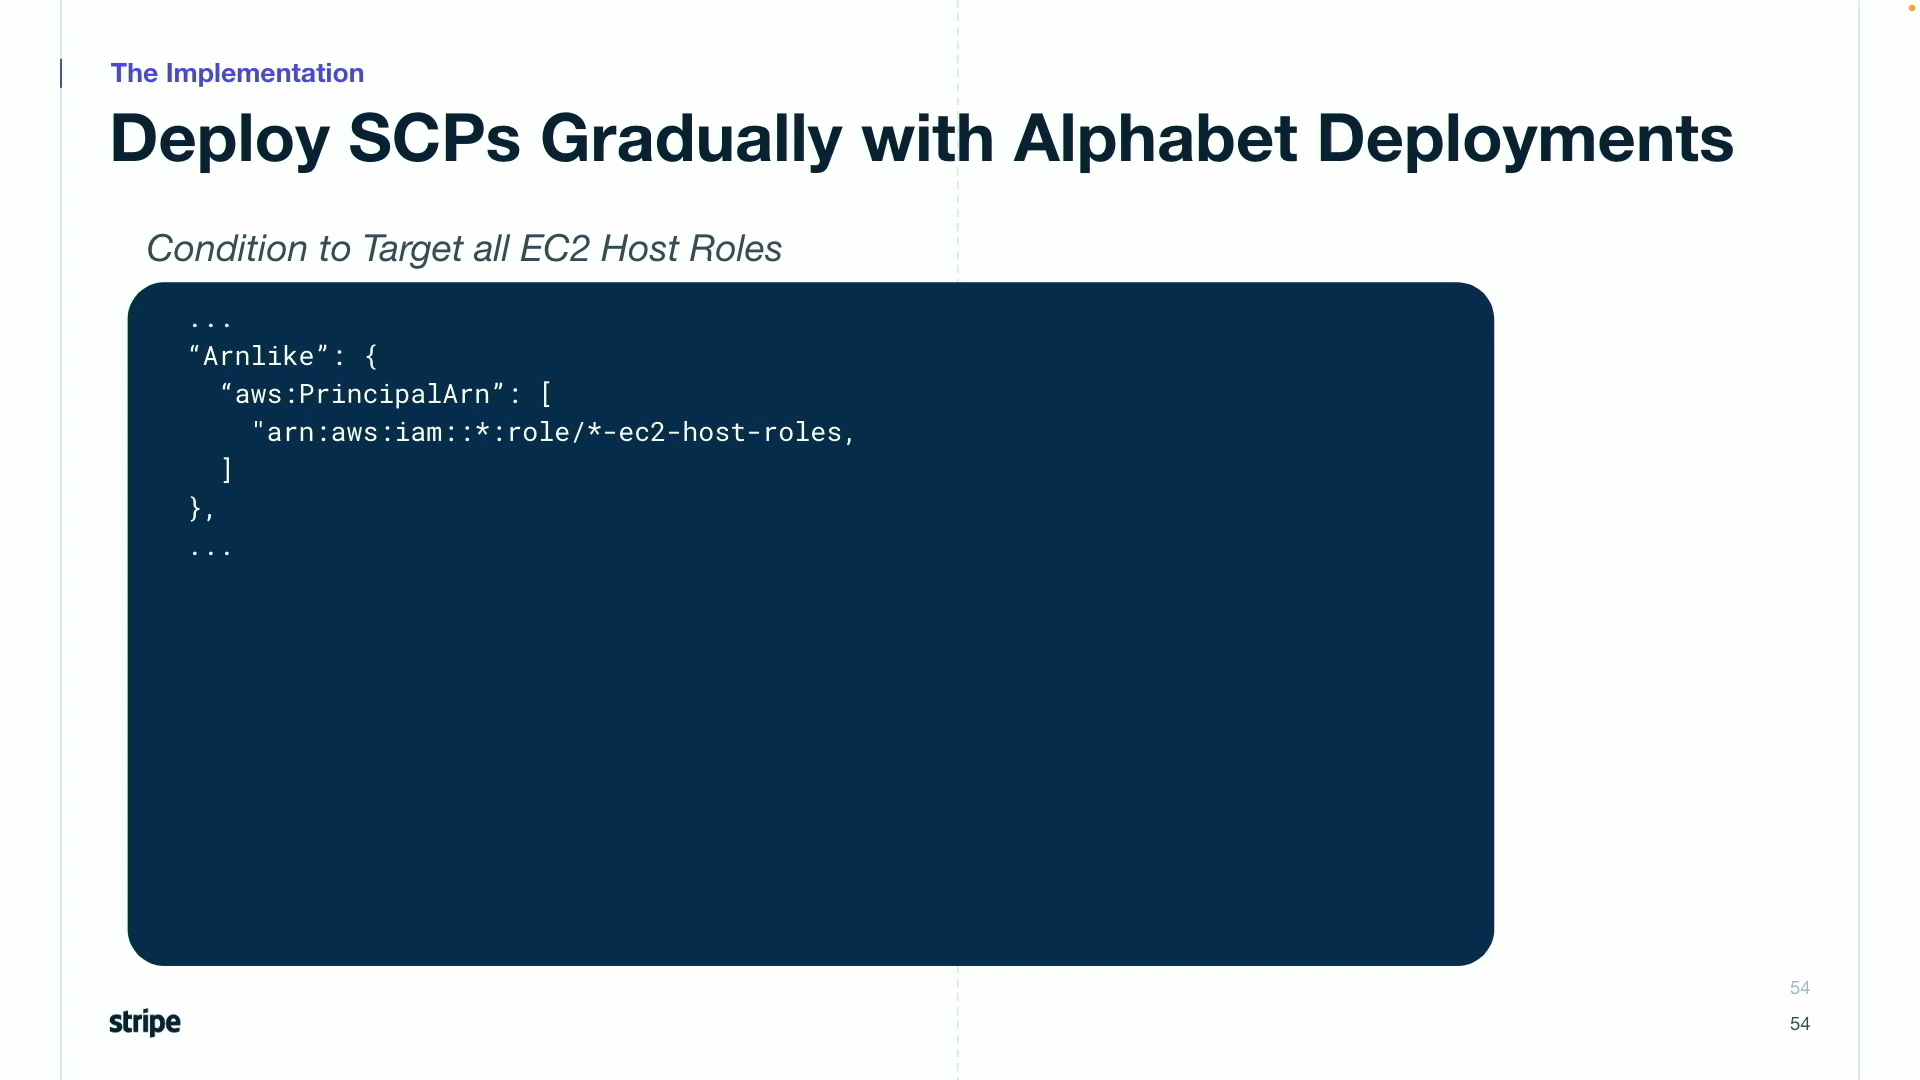 The Implementation
Deploy SCPs Gradually with Alphabet Deployments
Condition to Target all EC2 Host Roles
...
“Arnlike”: {
“aws:PrincipalArn”: [
"arn:aws:iam::*:role/*-ec2-host-roles,
]
},
...
54
stripe
54